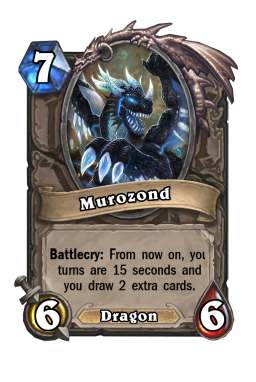 7
Murozond
Battlecry: From now on, you
turns are 15 seconds and
you draw 2 extra cards.
6
Dragon
6